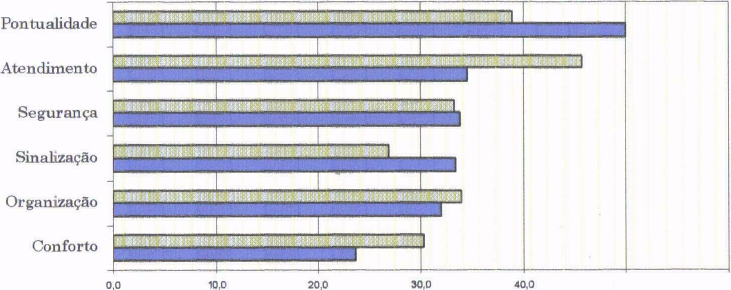 Pontualidade
Atendimento
Segurança
Sinalização
Organização
Conforto
0,0 10,0 20,0 30,0 40,0